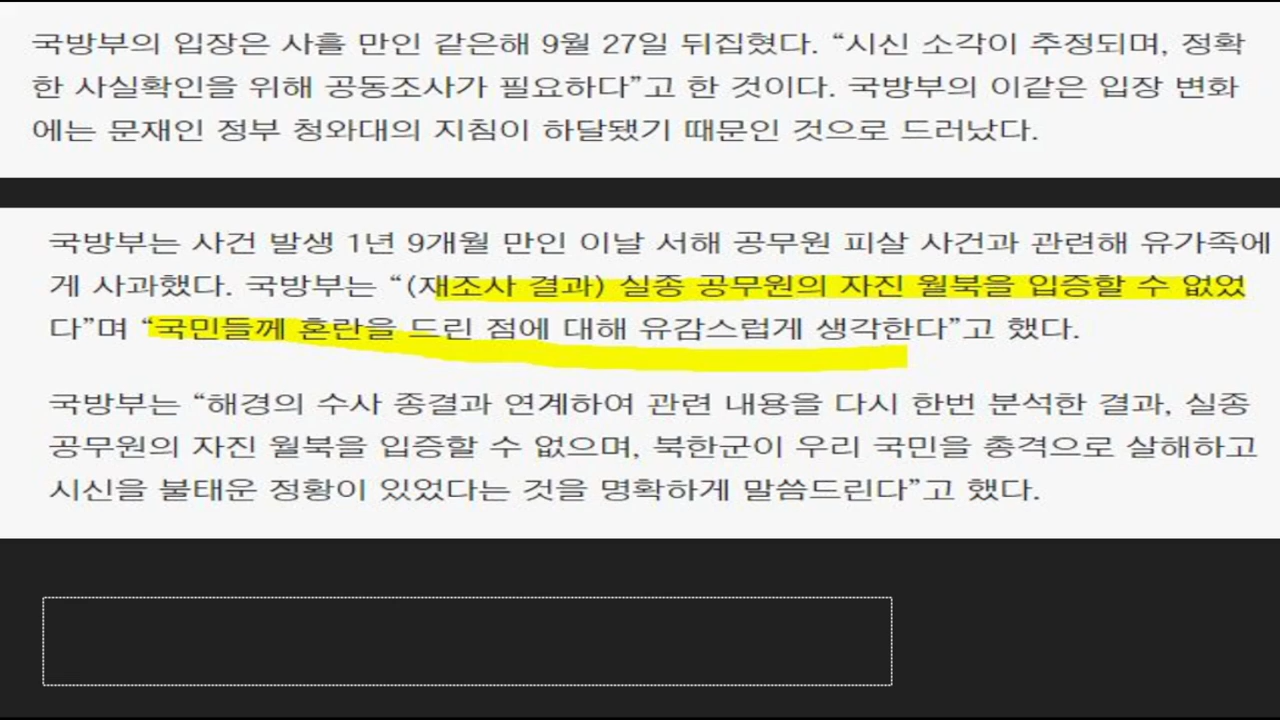 국방부의 입장은 사흘 만인 같은해 9월 27일 뒤집혔다. “시신 소각이 추정되며, 정확
한 사실확인을 위해 공동조사가 필요하다”고 한 것이다. 국방부의 이같은 입장 변화
에는 문재인 정부 청와대의 지침이 하달됐기 때문인 것으로 드러났다.
국방부는 사건 발생 1년 9개월 만인 이날 서해 공무원 피살 사건과 관련해 유가족에
게 사과했다. 국방부는 “(재조사 결과) 실종 공무원의 자진 월북을 입증할 수 없었
다”며 “국민들께 혼란을 드린 점에 대해 유감스럽게 생각한다”고 했다.
국방부는 “해경의 수사 종결과 연계하여 관련 내용을 다시 한번 분석한 결과, 실종
공무원의 자진 월북을 입증할 수 없으며, 북한군이 우리 국민을 총격으로 살해하고
시신을 불태운 정황이 있었다는 것을 명확하게 말씀드린다”고 했다.